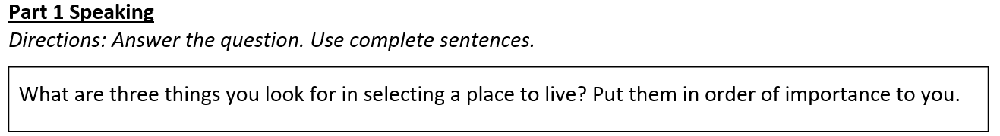 Part 1 Speaking
Directions: Answer the question. Use complete sentences.
What are three things you look for in selecting a place to live? Put them in order of importance to you.